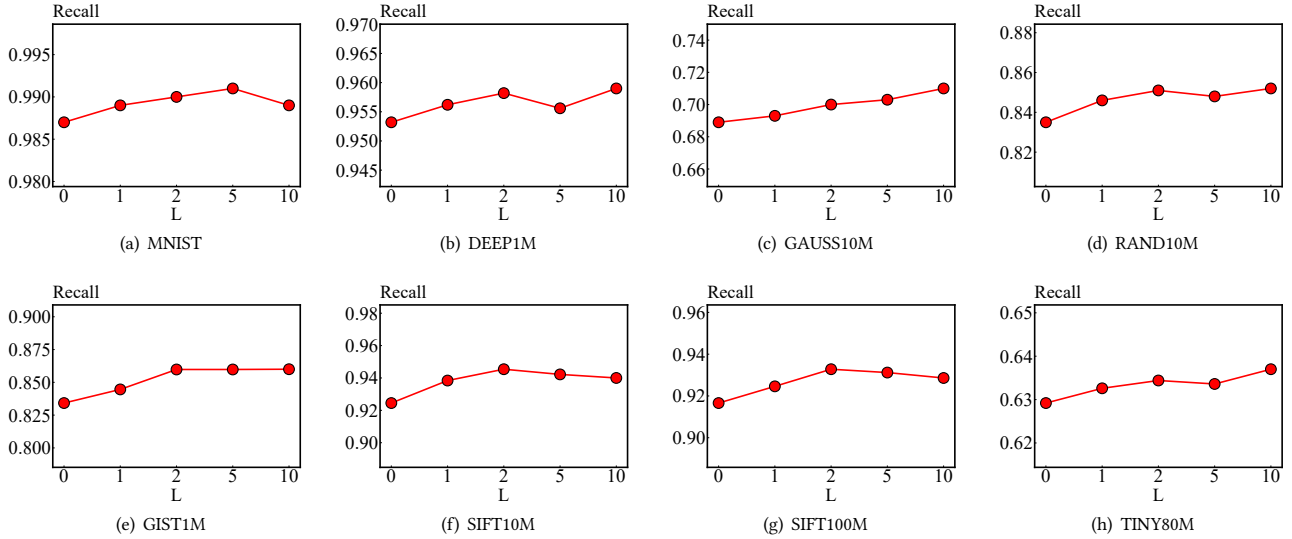 Recall
0.995
0.990
0.985
0.980
0 1 2 5 10
L
(a) MNIST
Recall
0.970
0.965
0.960
0.955
0.950
0.945
0 1 2 5 10
L
(b) DEEP1M
Recall
0.74
0.72
0.70
0.68
0.66
0 1 2 5 10
L
(c) GAUSS10M
Recall
0.88
0.86
0.84
0.82
0 1 2 5 10
L
(d) RAND10M
Recall
0.900
0.875
0.850
0.825
0.800
0 1 2 5 10
L
(e) GIST1M
Recall
0.98
0.96
0.94
0.92
0.90
0 1 2 5 10
L
(f) SIFT10M
Recall
0.96
0.94
0.92
0.90
0 1 2 5 10
L
(g) SIFT100M
Recall
0.65
0.64
0.63
0.62
0 1 2 5 10
L
(h) TINY80M